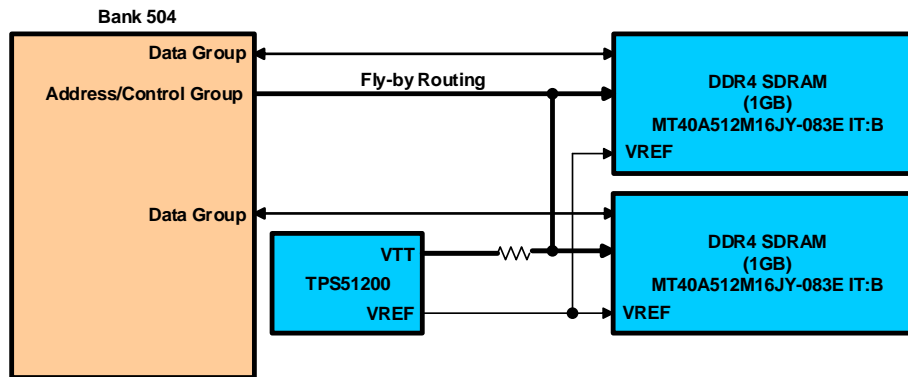 Bank 504
Data Group
Address/Control Group
Fly-by Routing
DDR4 SDRAM
(1GB)
MT40A512M16JY-083E IT:B
VREF
Data Group
VTT
TPS51200
VREF
DDR4 SDRAM
(1GB)
MT40A512M16JY-083E IT:B
VREF